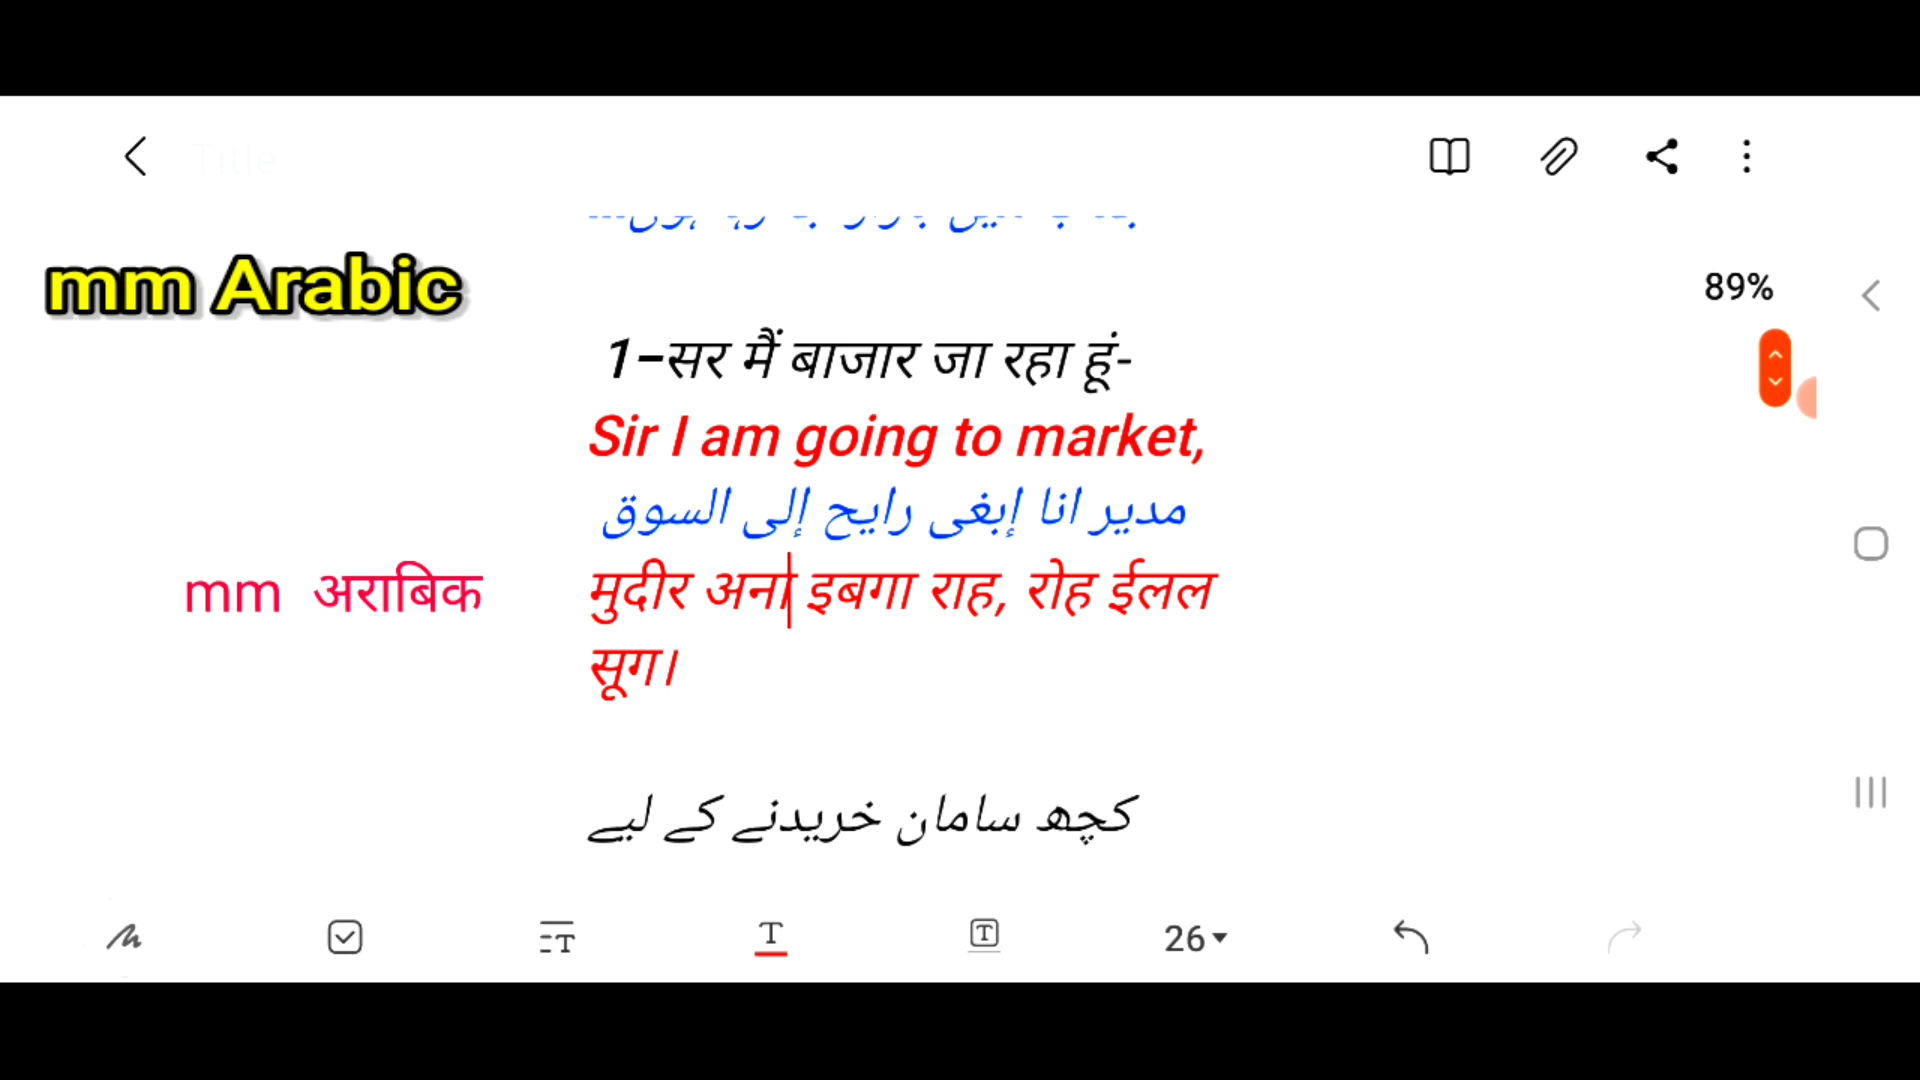 Title
mm Arabic
89%
1–सर मैं बाजार जा रहा हूं-
Sir I am going to market,
مدير انا إبغى رايح إلى السوق
mm अराबिक
मुदीर अना इबगा राह, रोह ईलल
सूग।
کچھ سامان خریدنے کے لیے
26